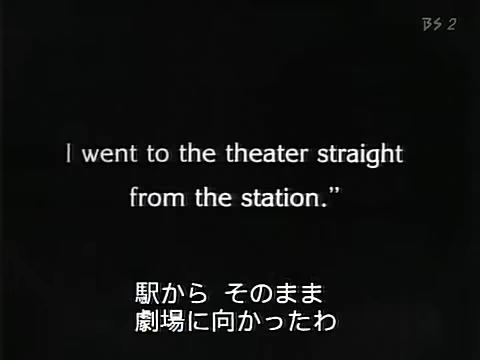 BS 2
I went to the theater straight
from the station.”
駅から そのまま
劇場に向かったわ